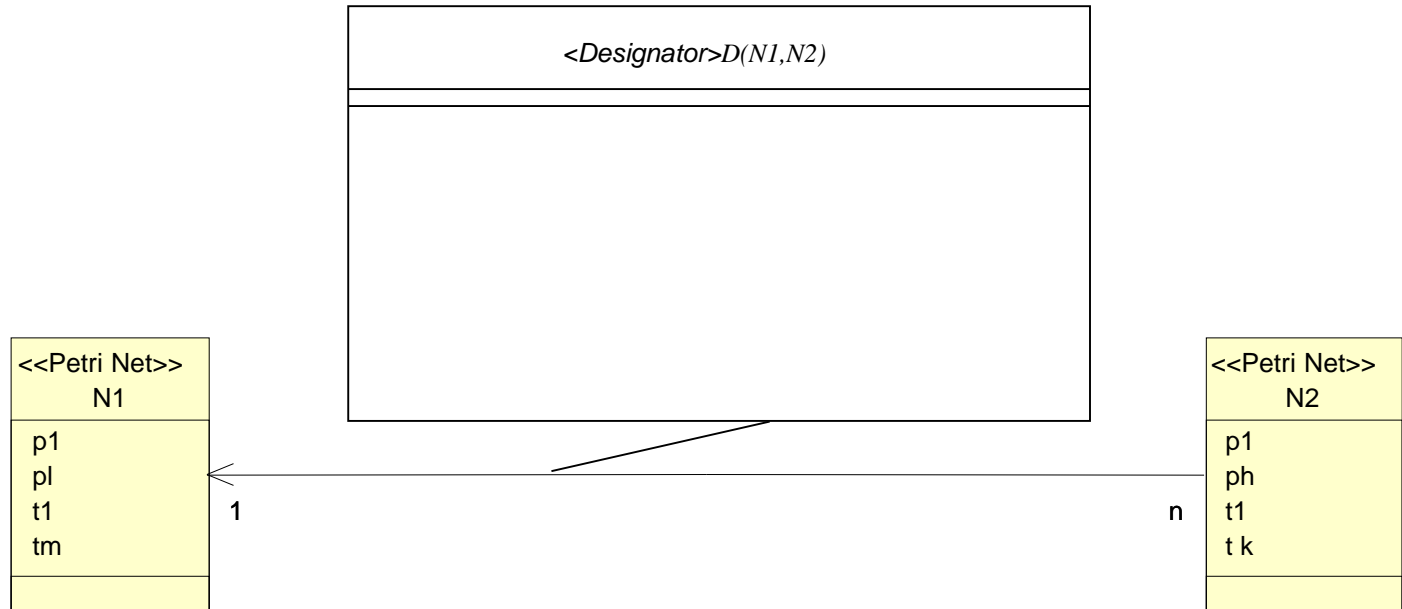 <Designator>D(N1,N2)
<<Petri Net>>
N1
p1
pl
t1
tm
1
n
<<Petri Net>>
N2
p1
ph
t1
t k